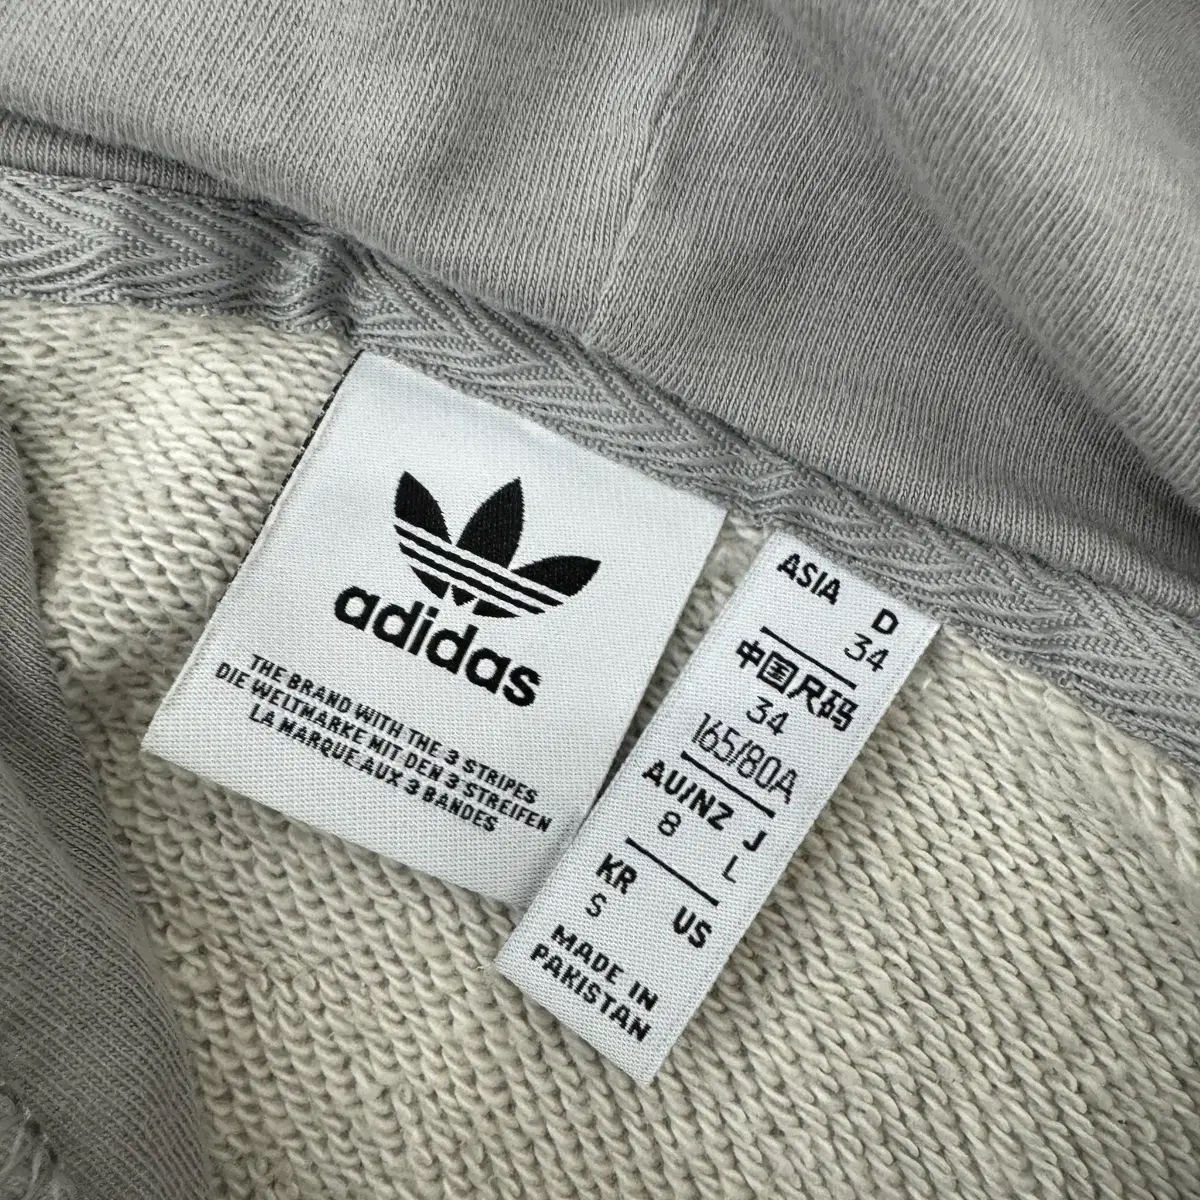 adidas
THE BRAND WITH THE 3 STRIPES
DIE WELTMARKE MIT DEN 3 STREIFEN
LA MARQUE AUX 3 BANDES
ASIA D
34
中国尺码
34
165/80A
AU/NZ J
8 L
KR US
S
MADE IN
PAKISTAN